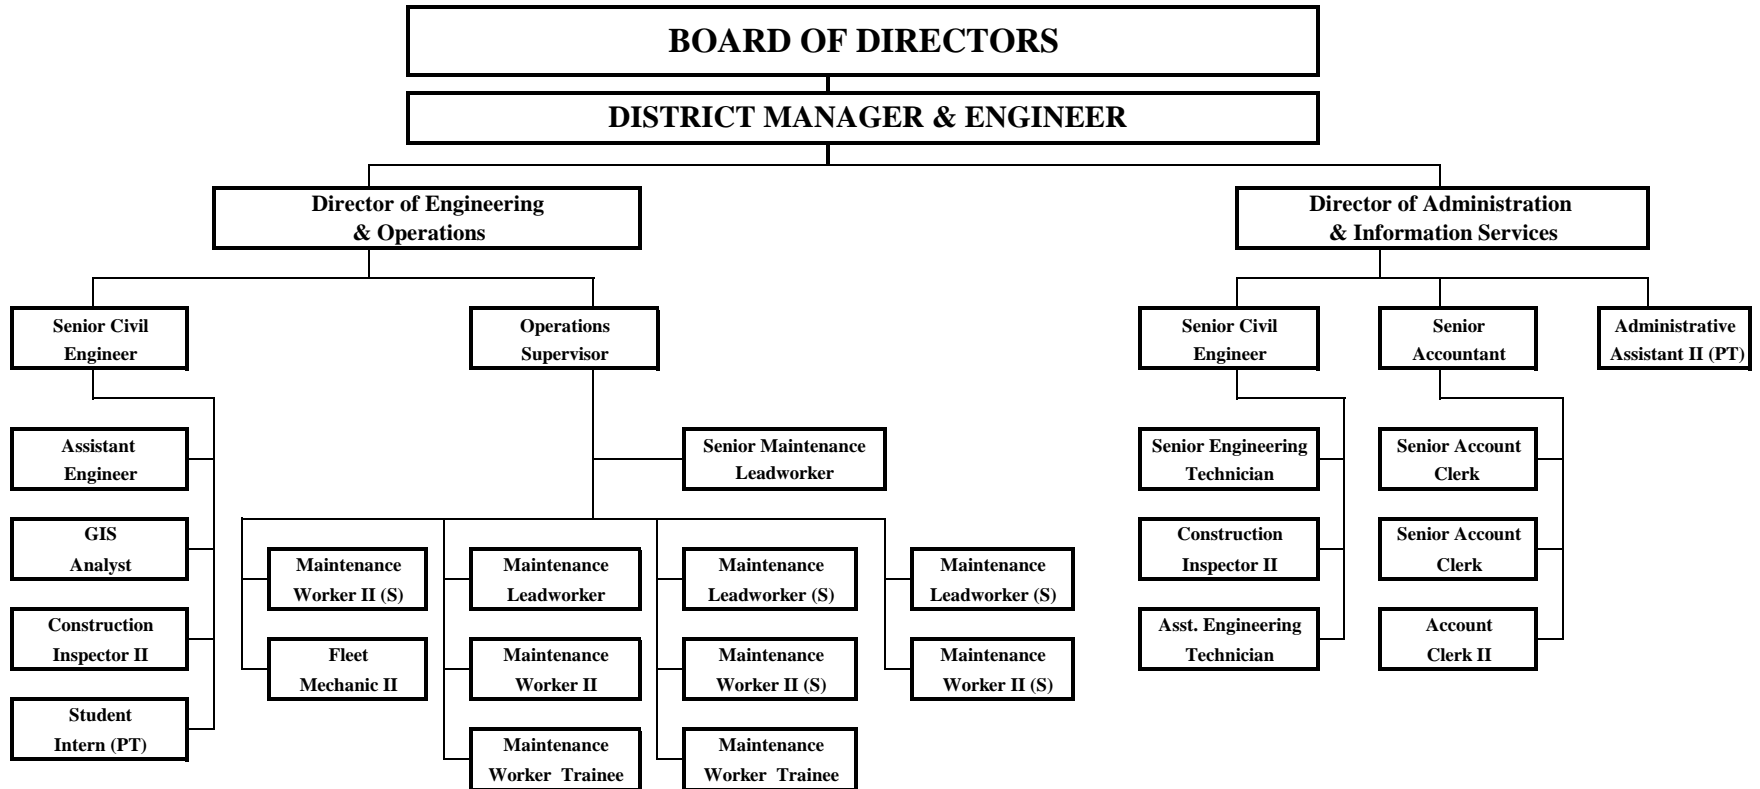 BOARD OF DIRECTORS
DISTRICT MANAGER & ENGINEER
Director of Engineering
& Operations
Director of Administration
& Information Services
Senior Civil
Engineer
Operations
Supervisor
Senior Civil
Engineer
Senior
Accountant
Administrative
Assistant II (PT)
Assistant
Engineer
Senior Maintenance
Leadworker
Senior Engineering
Technician
Senior Account
Clerk
GIS
Analyst
Maintenance
Worker II (S)
Maintenance
Leadworker
Maintenance
Leadworker (S)
Maintenance
Leadworker (S)
Construction
Inspector II
Senior Account
Clerk
Construction
Inspector II
Fleet
Mechanic II
Maintenance
Worker II
Maintenance
Worker II (S)
Maintenance
Worker II (S)
Asst. Engineering
Technician
Account
Clerk II
Student
Intern (PT)
Maintenance
Worker Trainee
Maintenance
Worker Trainee